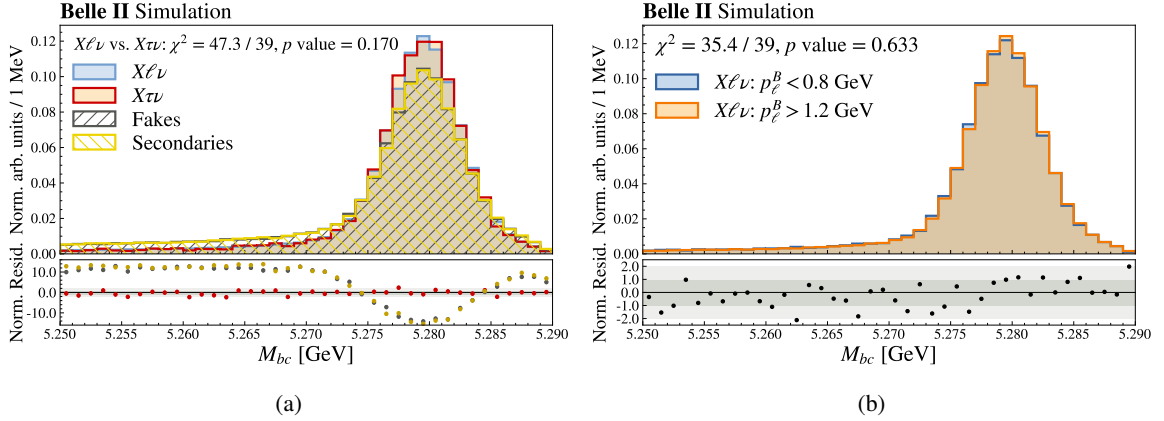 Belle II Simulation
Xℓν vs. Xτν: χ² = 47.3 / 39, p value = 0.170
Xℓν
Xτν
Fakes
Secondaries
Norm. arb. units / 1 MeV
0.12
0.10
0.08
0.06
0.04
0.02
0.00
Norm. Resid.
10.0
0.0
-10.0
5.250 5.255 5.260 5.265 5.270 5.275 5.280 5.285 5.290
M_bc [GeV]
(a)
Belle II Simulation
χ² = 35.4 / 39, p value = 0.633
Xℓν: p_ℓ^B < 0.8 GeV
Xℓν: p_ℓ^B > 1.2 GeV
Norm. arb. units / 1 MeV
0.12
0.10
0.08
0.06
0.04
0.02
0.00
Norm. Resid.
2.0
1.0
0.0
-1.0
-2.0
5.250 5.255 5.260 5.265 5.270 5.275 5.280 5.285 5.290
M_bc [GeV]
(b)